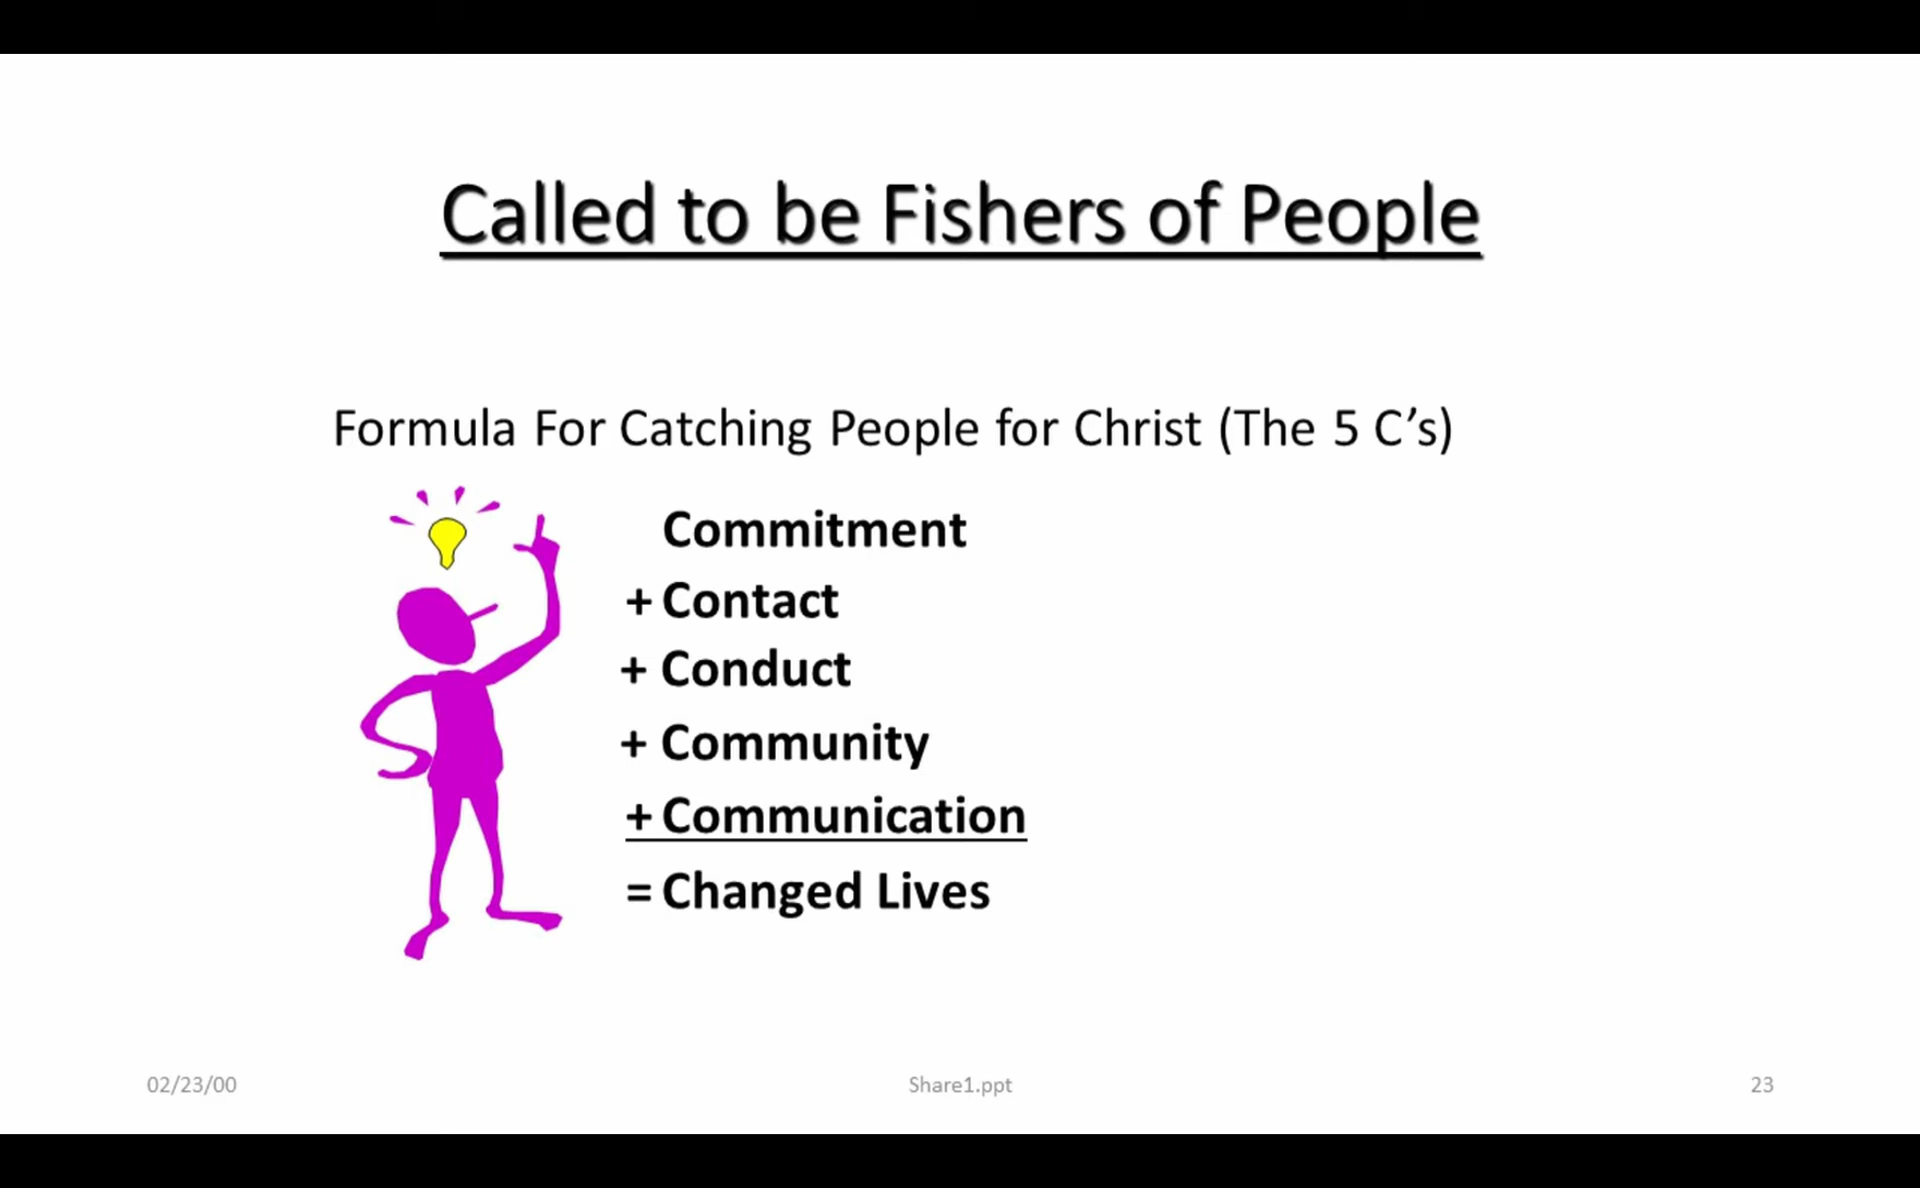 Called to be Fishers of People
Formula For Catching People for Christ (The 5 C’s)
Commitment
+ Contact
+ Conduct
+ Community
+ Communication
= Changed Lives
02/23/00
Share1.ppt
23